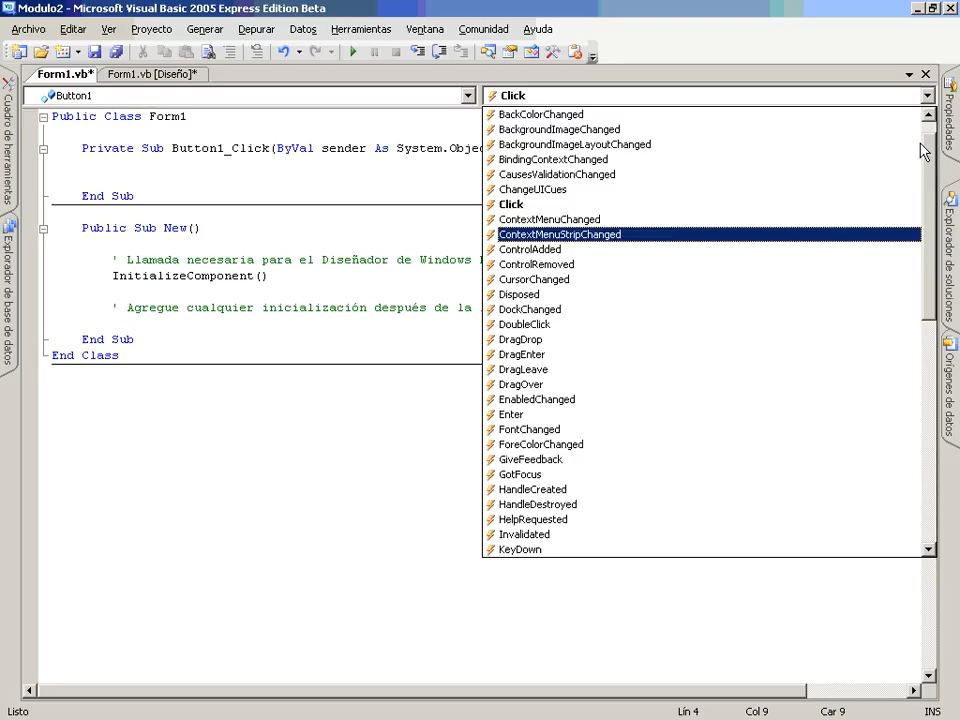 Modulo2 - Microsoft Visual Basic 2005 Express Edition Beta
Archivo Editar Ver Proyecto Generar Depurar Datos Herramientas Ventana Comunidad Ayuda
Form1.vb* Form1.vb [Diseño]*
Button1 Click
Public Class Form1
Private Sub Button1_Click(ByVal sender As System.Objec
End Sub
Public Sub New()
' Llamada necesaria para el Diseñador de Windows
InitializeComponent()
' Agregue cualquier inicialización después de la
End Sub
End Class
BackColorChanged
BackgroundImageChanged
BackgroundImageLayoutChanged
BindingContextChanged
CausesValidationChanged
ChangeUICues
Click
ContextMenuChanged
ContextMenuStripChanged
ControlAdded
ControlRemoved
CursorChanged
Disposed
DockChanged
DoubleClick
DragDrop
DragEnter
DragLeave
DragOver
EnabledChanged
Enter
FontChanged
ForeColorChanged
GiveFeedback
GotFocus
HandleCreated
HandleDestroyed
HelpRequested
Invalidated
KeyDown
Cuadro de herramientas
Explorador de base de datos
Propiedades
Explorador de soluciones
Orígenes de datos
Listo Lín 4 Col 9 Car 9 INS